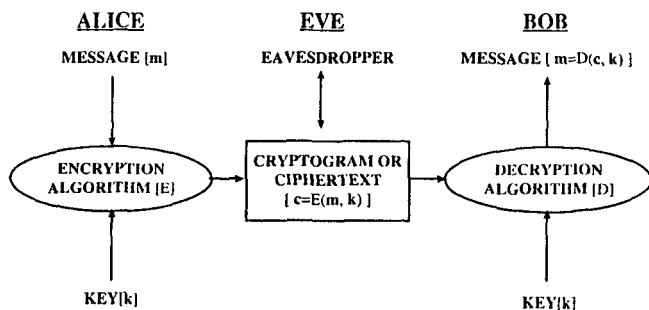 ALICE
EVE
BOB
MESSAGE [m]
EAVESDROPPER
MESSAGE [ m=D(c, k) ]
ENCRYPTION
ALGORITHM [E]
CRYPTOGRAM OR
CIPHERTEXT
[ c=E(m, k) ]
DECRYPTION
ALGORITHM [D]
KEY[k]
KEY[k]